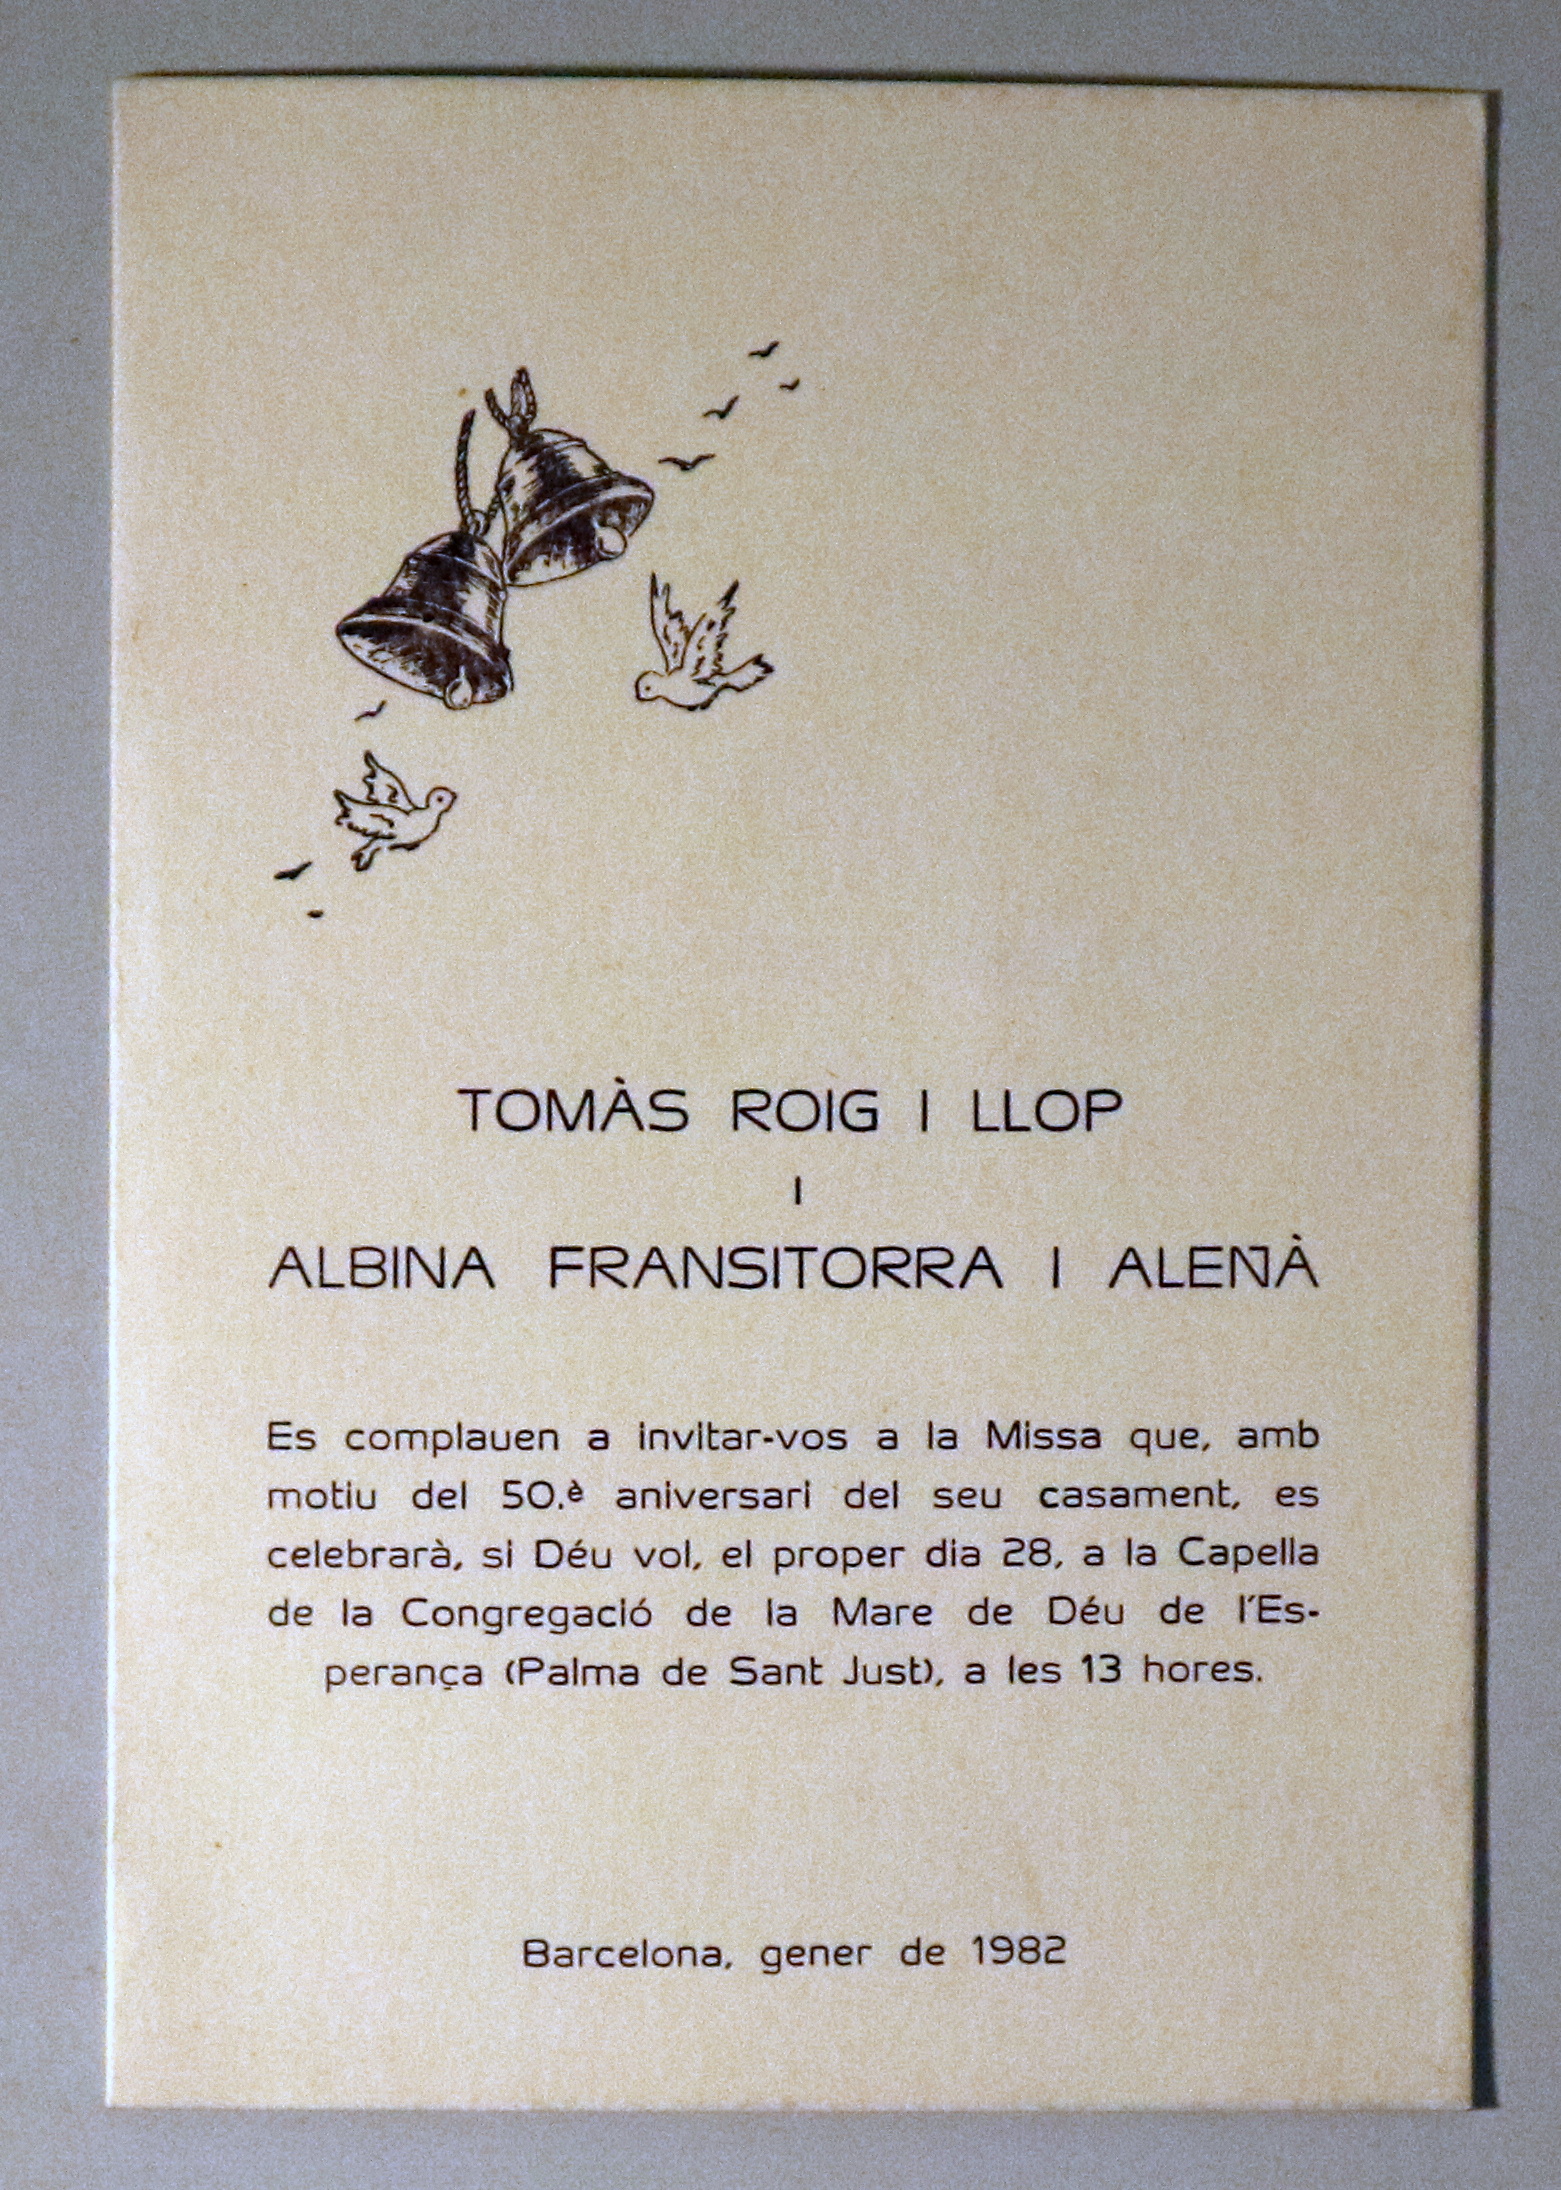 TOMÀS ROIG I LLOP
I
ALBINA FRANSITORRA I ALENÀ
Es complauen a invitar-vos a la Missa que, amb
motiu del 50.è aniversari del seu casament, es
celebrarà, si Déu vol, el proper dia 28, a la Capella
de la Congregació de la Mare de Déu de l'Es-
perança (Palma de Sant Just), a les 13 hores.
Barcelona, gener de 1982